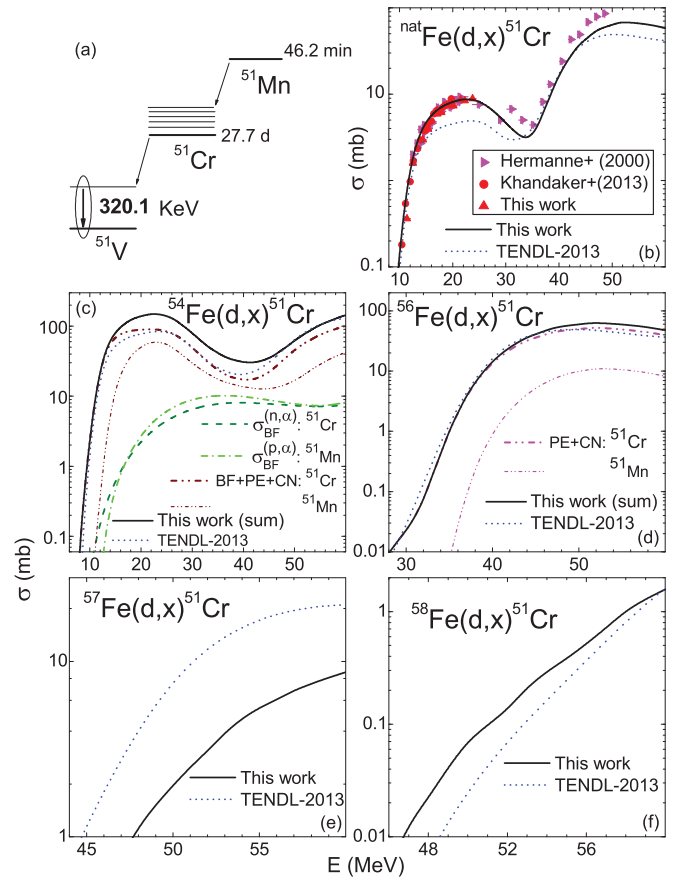 (a)
46.2 min
⁵¹Mn
27.7 d
⁵¹Cr
320.1 KeV
⁵¹V
natFe(d,x)⁵¹Cr
10
1
0.1
σ (mb)
Hermanne+ (2000)
Khandaker+(2013)
This work
This work
TENDL-2013
(b)
10 20 30 40 50
(c)
⁵⁴Fe(d,x)⁵¹Cr
100
10
1
0.1
σ(n,α)BF: ⁵¹Cr
σ(p,α)BF: ⁵¹Mn
BF+PE+CN: ⁵¹Cr
⁵¹Mn
This work (sum)
TENDL-2013
10 20 30 40 50
⁵⁶Fe(d,x)⁵¹Cr
100
10
1
0.1
0.01
PE+CN: ⁵¹Cr
⁵¹Mn
This work (sum)
TENDL-2013
(d)
30 40 50
σ (mb)
⁵⁷Fe(d,x)⁵¹Cr
10
1
This work
TENDL-2013
(e)
45 50 55
⁵⁸Fe(d,x)⁵¹Cr
1
0.1
0.01
This work
TENDL-2013
(f)
48 52 56
E (MeV)